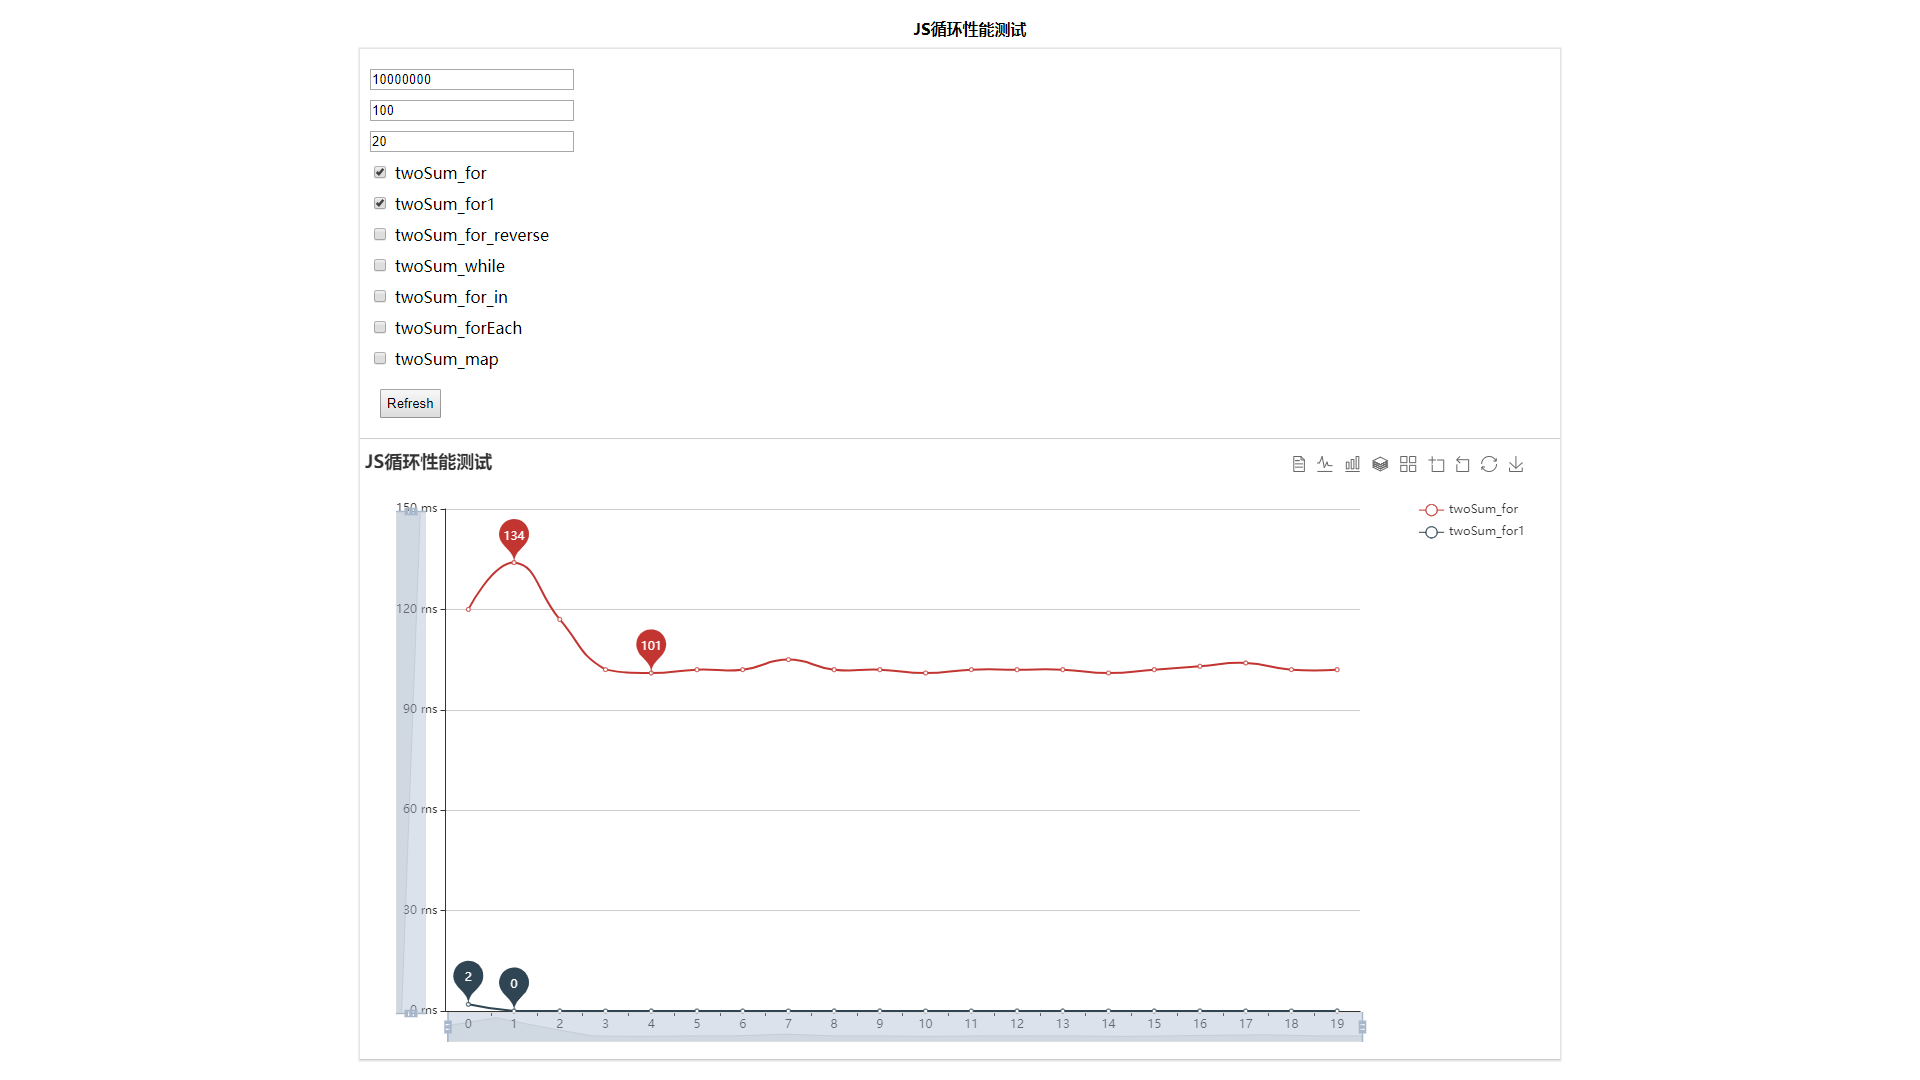 JS循环性能测试
10000000
100
20
twoSum_for
twoSum_for1
twoSum_for_reverse
twoSum_while
twoSum_for_in
twoSum_forEach
twoSum_map
Refresh
JS循环性能测试
twoSum_for
twoSum_for1
150 ms
134
120 ms
101
90 ms
60 ms
30 ms
2
0
0 ms
0 1 2 3 4 5 6 7 8 9 10 11 12 13 14 15 16 17 18 19